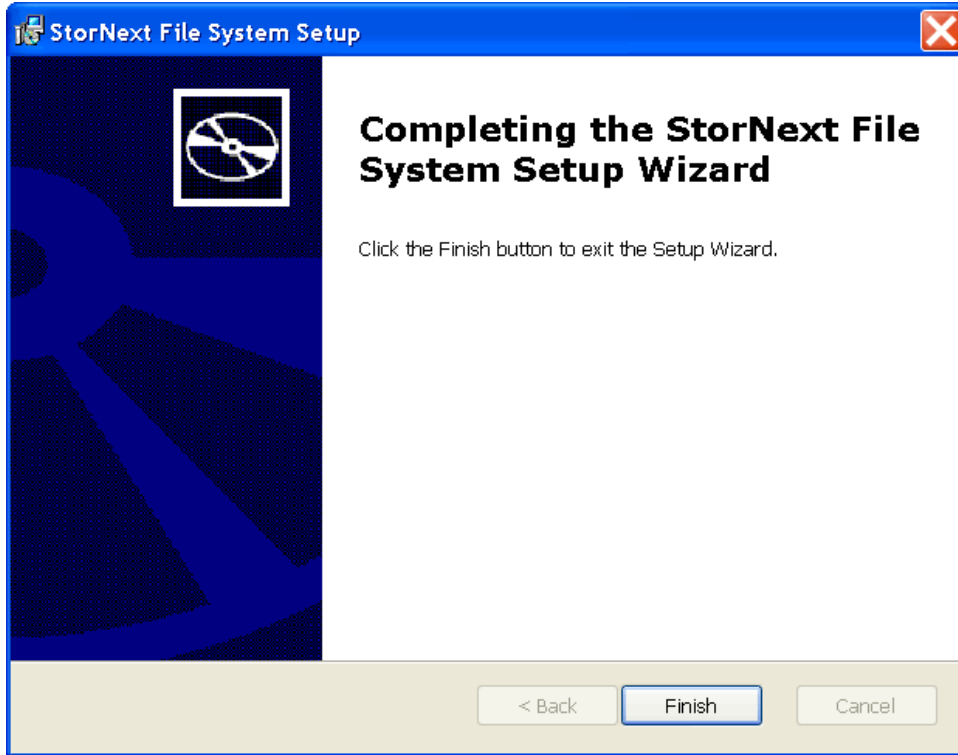 StorNext File System Setup
Completing the StorNext File
System Setup Wizard
Click the Finish button to exit the Setup Wizard.
< Back
Finish
Cancel